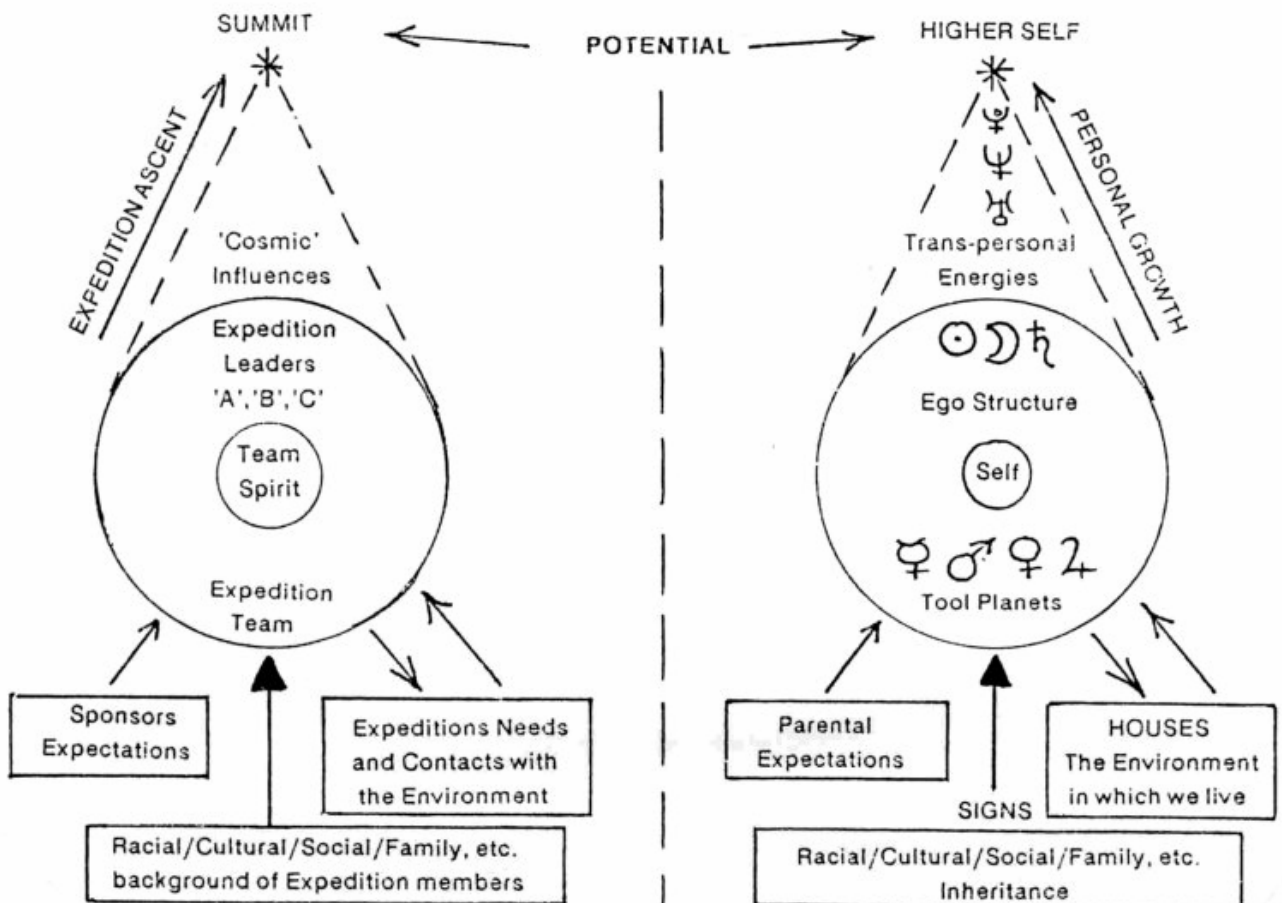 SUMMIT
POTENTIAL
HIGHER SELF
EXPEDITION ASCENT
'Cosmic'
Influences
Expedition
Leaders
'A','B','C'
Team
Spirit
Expedition
Team
Sponsors
Expectations
Expeditions Needs
and Contacts with
the Environment
Racial/Cultural/Social/Family, etc.
background of Expedition members
PERSONAL GROWTH
♇
♆
♅
Trans-personal
Energies
☉☽♄
Ego Structure
Self
☿ ♂ ♀ ♃
Tool Planets
Parental
Expectations
HOUSES
The Environment
in which we live
SIGNS
Racial/Cultural/Social/Family, etc.
Inheritance